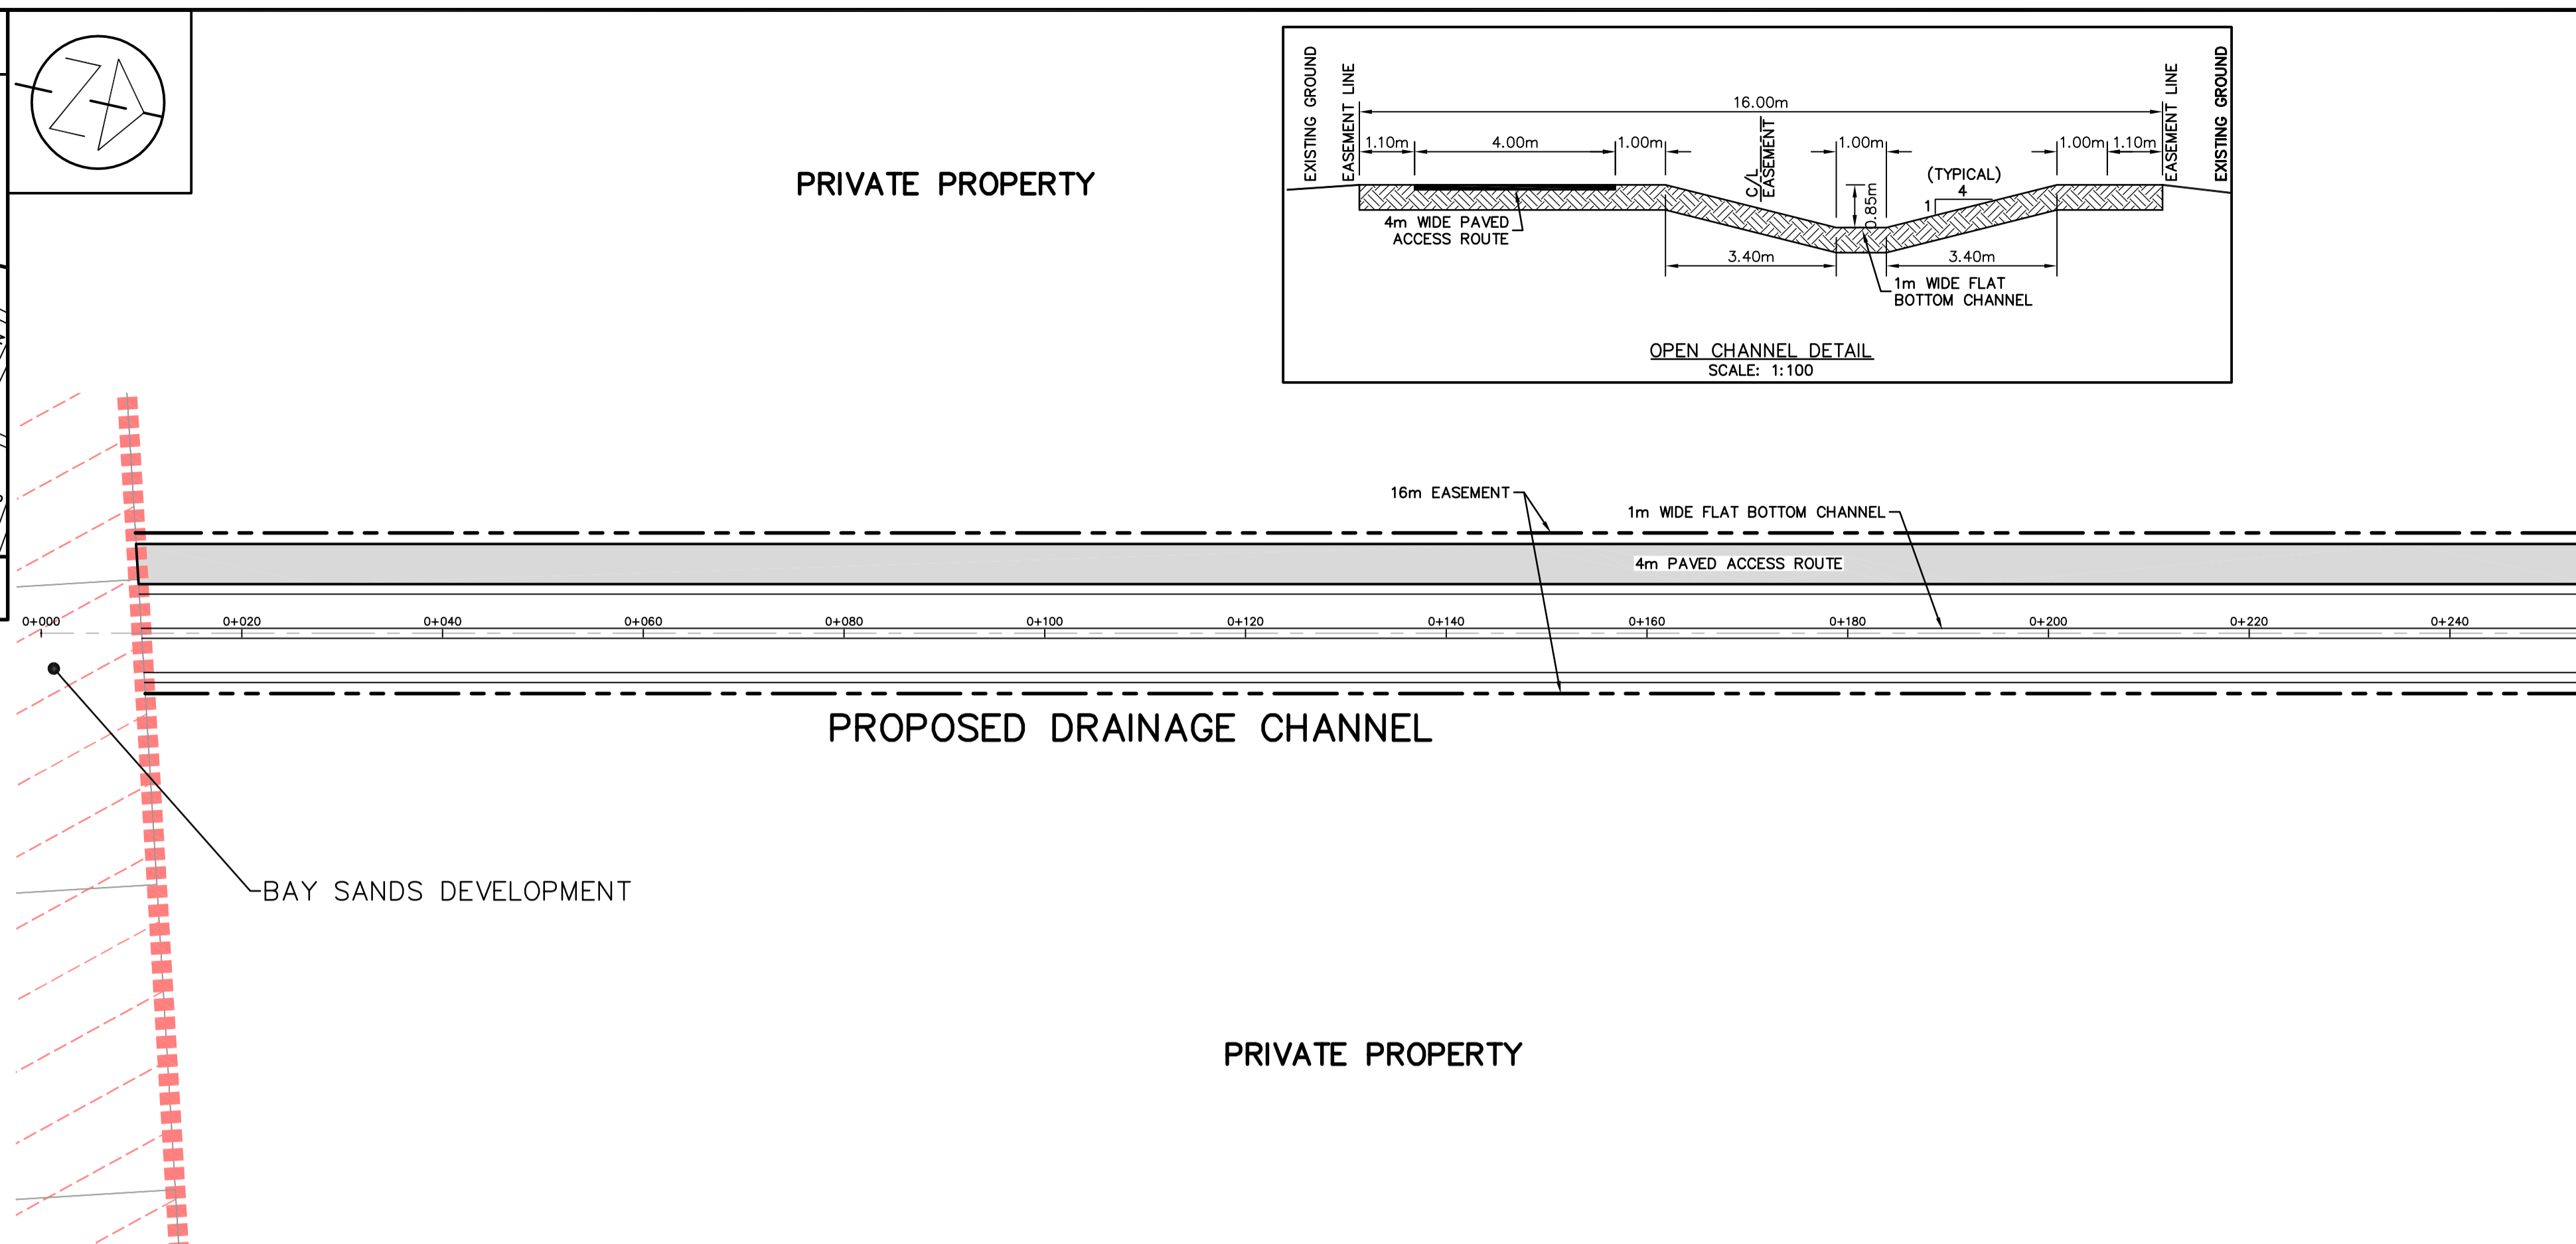 EXISTING GROUND
EASEMENT LINE
16.00m
EASEMENT LINE
EXISTING GROUND
1.10m
4.00m
1.00m
C/L
EASEMENT
1.00m
1.00m
1.10m
(TYPICAL)
4
1
0.85m
4m WIDE PAVED
ACCESS ROUTE
3.40m
3.40m
1m WIDE FLAT
BOTTOM CHANNEL
OPEN CHANNEL DETAIL
SCALE: 1:100
PRIVATE PROPERTY
16m EASEMENT
1m WIDE FLAT BOTTOM CHANNEL
4m PAVED ACCESS ROUTE
0+000 0+020 0+040 0+060 0+080 0+100 0+120 0+140 0+160 0+180 0+200 0+220 0+240
PROPOSED DRAINAGE CHANNEL
BAY SANDS DEVELOPMENT
PRIVATE PROPERTY